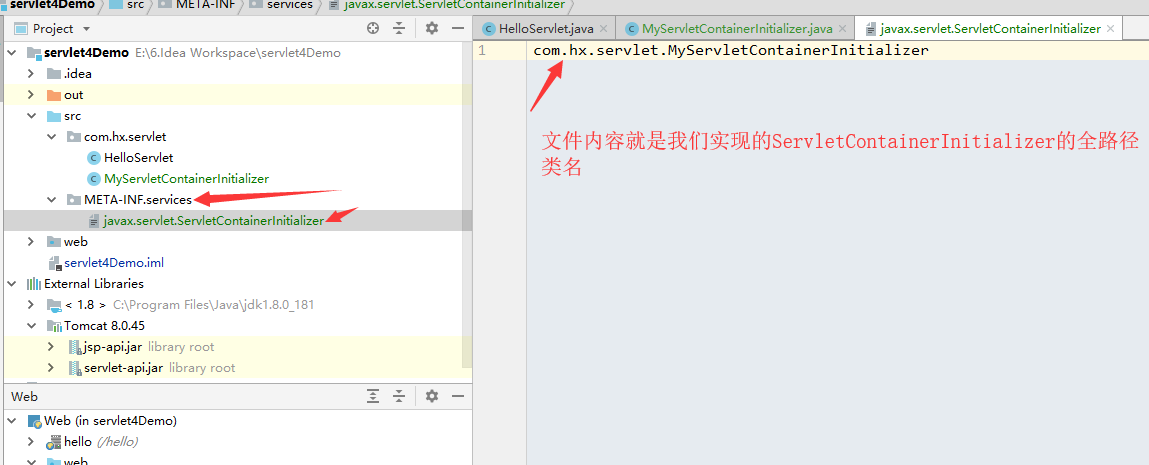 servlet4Demo src META-INF services javax.servlet.ServletContainerInitializer
Project
HelloServlet.java MyServletContainerInitializer.java javax.servlet.ServletContainerInitializer
servlet4Demo E:\6.Idea Workspace\servlet4Demo
1 com.hx.servlet.MyServletContainerInitializer
.idea
out
src
com.hx.servlet
文件内容就是我们实现的ServletContainerInitializer的全路径
类名
HelloServlet
MyServletContainerInitializer
META-INF.services
javax.servlet.ServletContainerInitializer
web
servlet4Demo.iml
External Libraries
< 1.8 > C:\Program Files\Java\jdk1.8.0_181
Tomcat 8.0.45
jsp-api.jar library root
servlet-api.jar library root
Web
Web (in servlet4Demo)
hello (/hello)
web